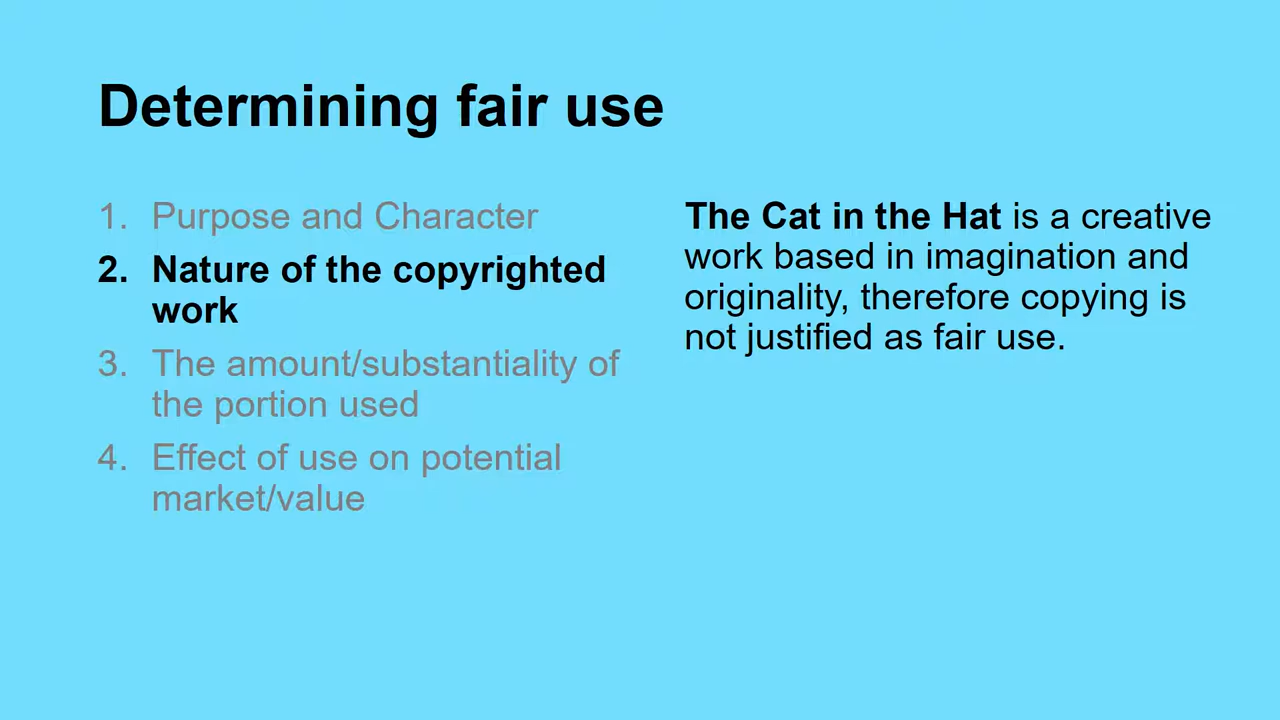 Determining fair use
1. Purpose and Character
2. Nature of the copyrighted
work
3. The amount/substantiality of
the portion used
4. Effect of use on potential
market/value
The Cat in the Hat is a creative
work based in imagination and
originality, therefore copying is
not justified as fair use.